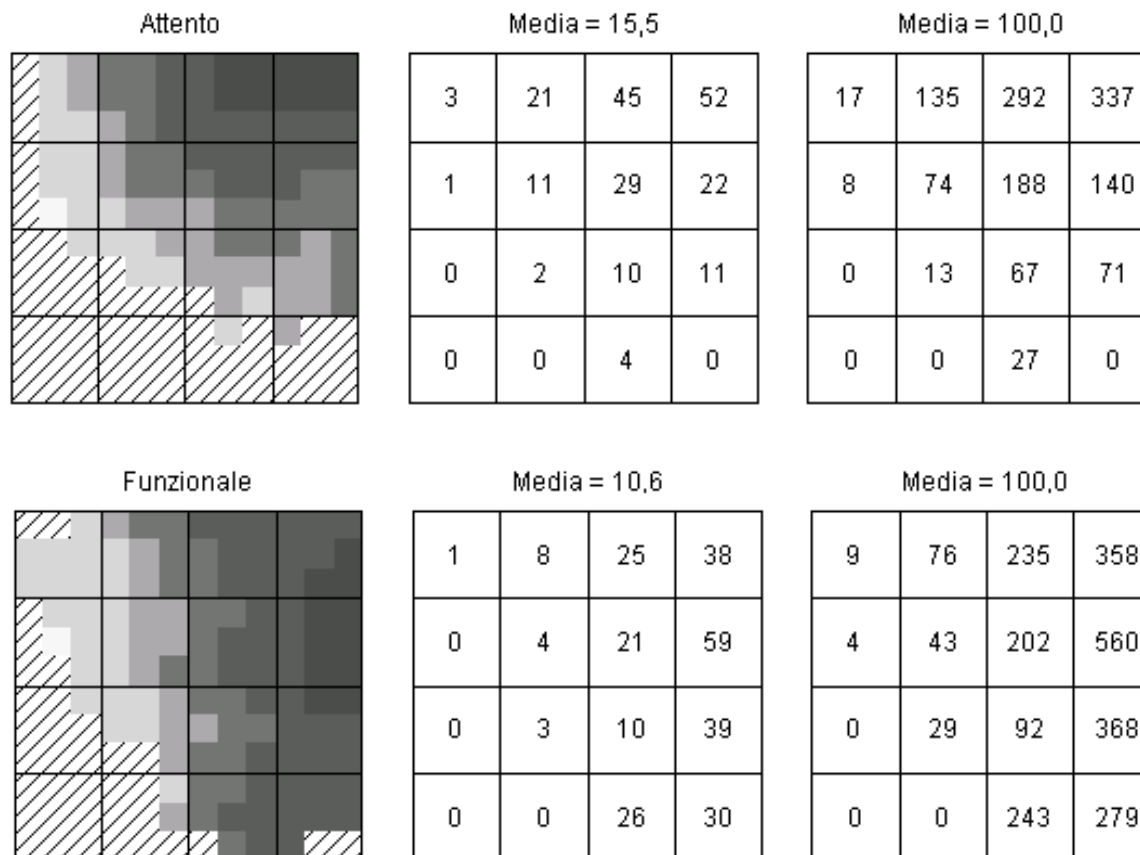 Attento Media = 15,5 Media = 100,0
3 21 45 52 17 135 292 337
1 11 29 22 8 74 188 140
0 2 10 11 0 13 67 71
0 0 4 0 0 0 27 0
Funzionale Media = 10,6 Media = 100,0
1 8 25 38 9 76 235 358
0 4 21 59 4 43 202 560
0 3 10 39 0 29 92 368
0 0 26 30 0 0 243 279